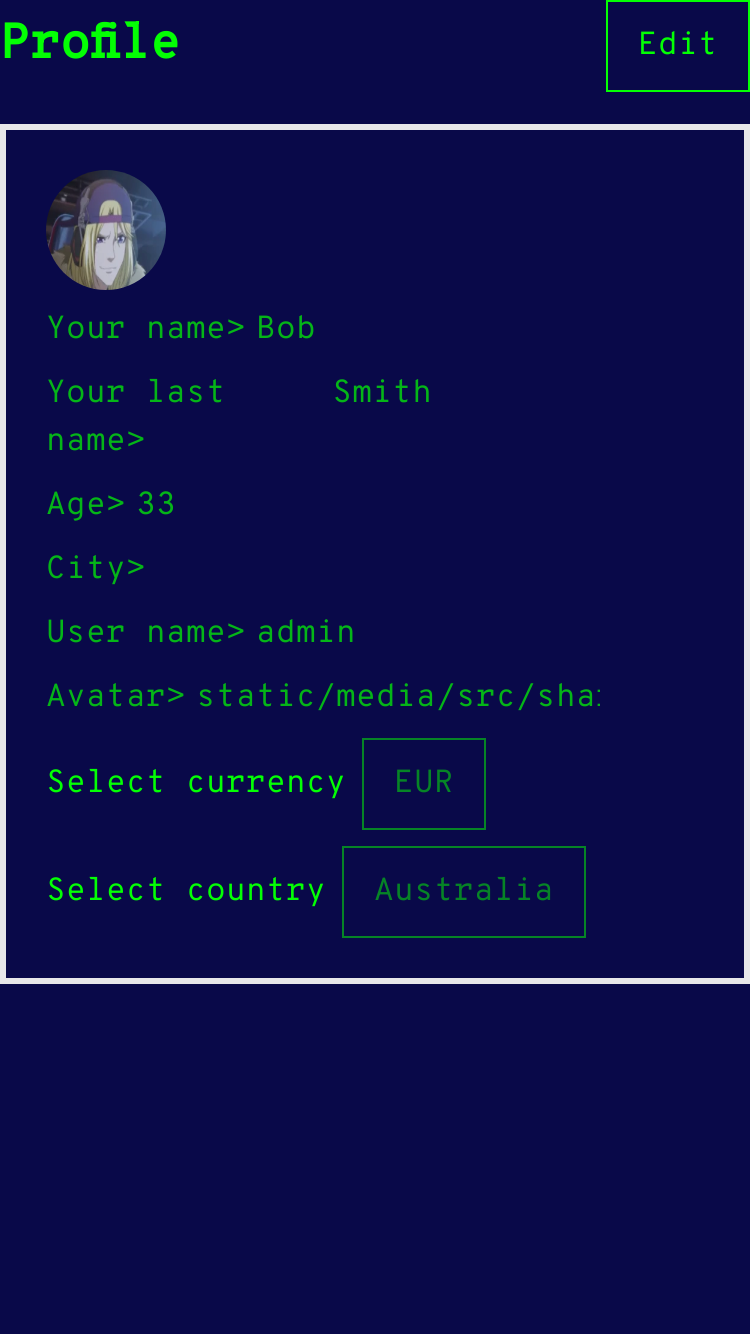 Profile
Edit
Your name> Bob
Your last name> Smith
Age> 33
City>
User name> admin
Avatar> static/media/src/sha
Select currency EUR
Select country Australia